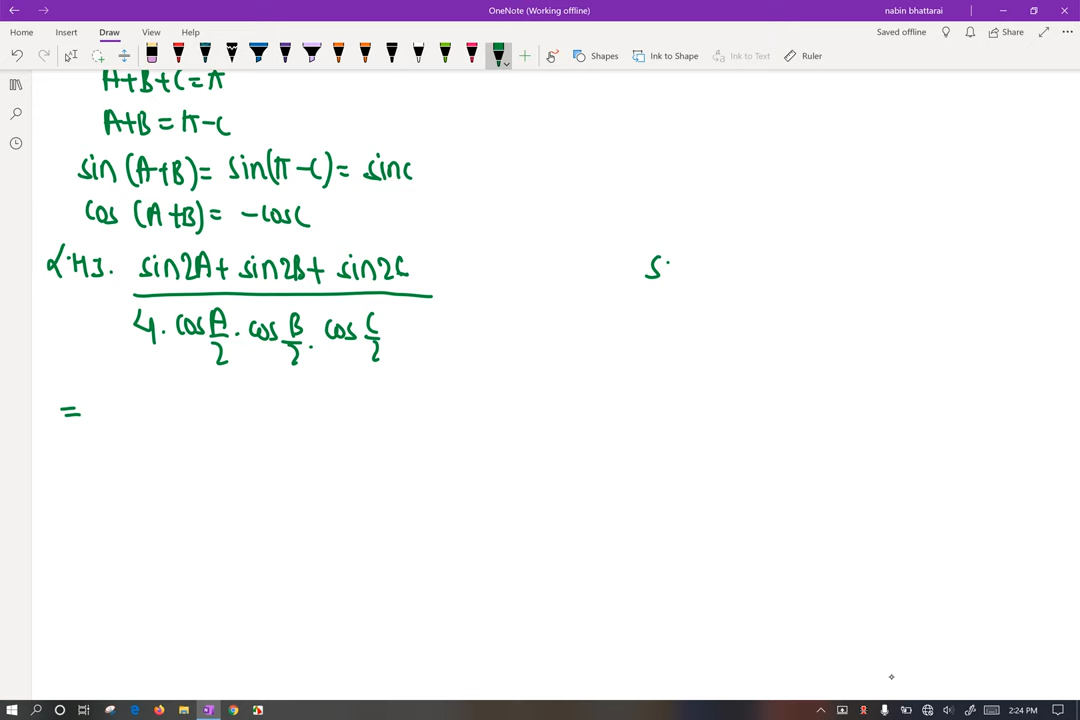 OneNote (Working offline)
nabin bhattarai
Home Insert Draw View Help
Saved offline
Share
Shapes
Ink to Shape
Ink to Text
Ruler
A+B+C=π
A+B=π-C
sin(A+B)= sin(π-C)= sinc
cos (A+B)= -cosC
L.H.S. sin2A+ sin2B+ sin2C
4. cos A/2 . cos B/2 . cos C/2
s.
=
2:24 PM